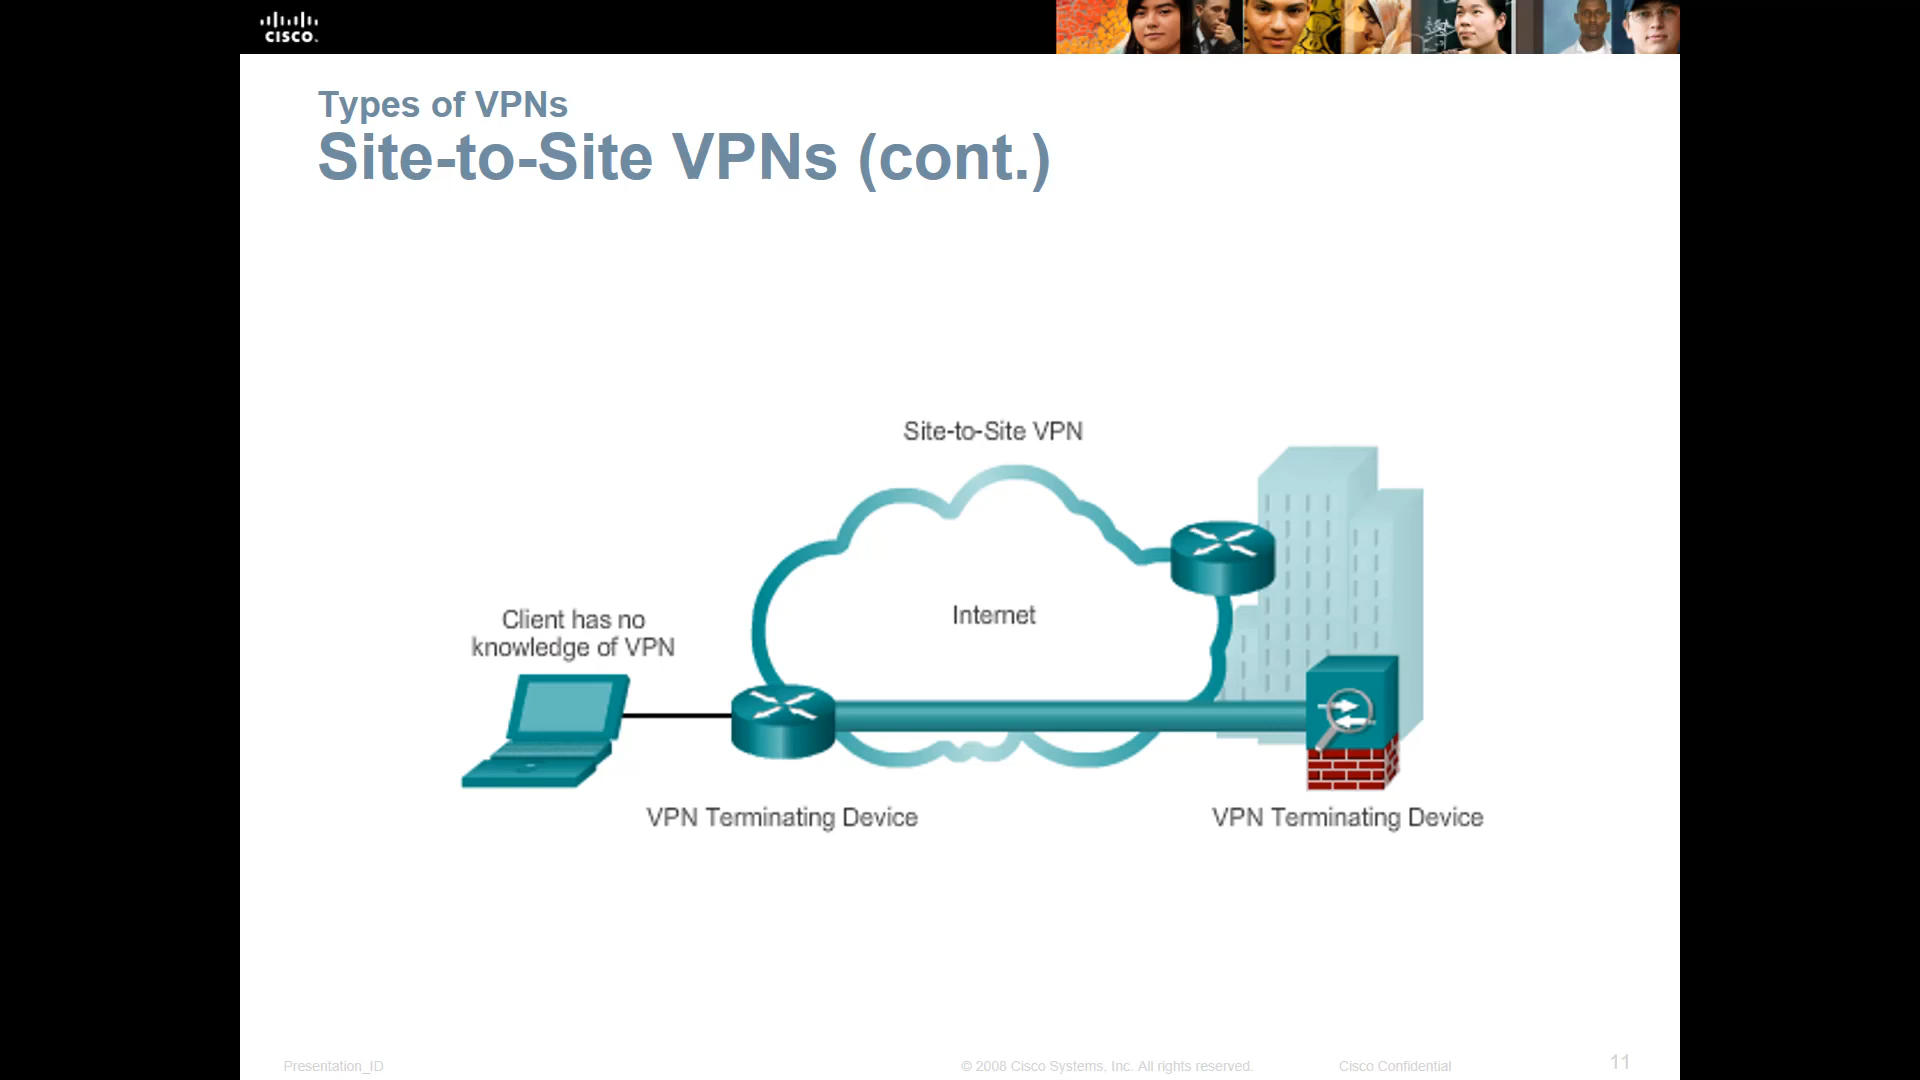 CISCO.
Types of VPNs
Site-to-Site VPNs (cont.)
Site-to-Site VPN
Internet
Client has no
knowledge of VPN
VPN Terminating Device
VPN Terminating Device
Presentation_ID
© 2008 Cisco Systems, Inc. All rights reserved.
Cisco Confidential
11